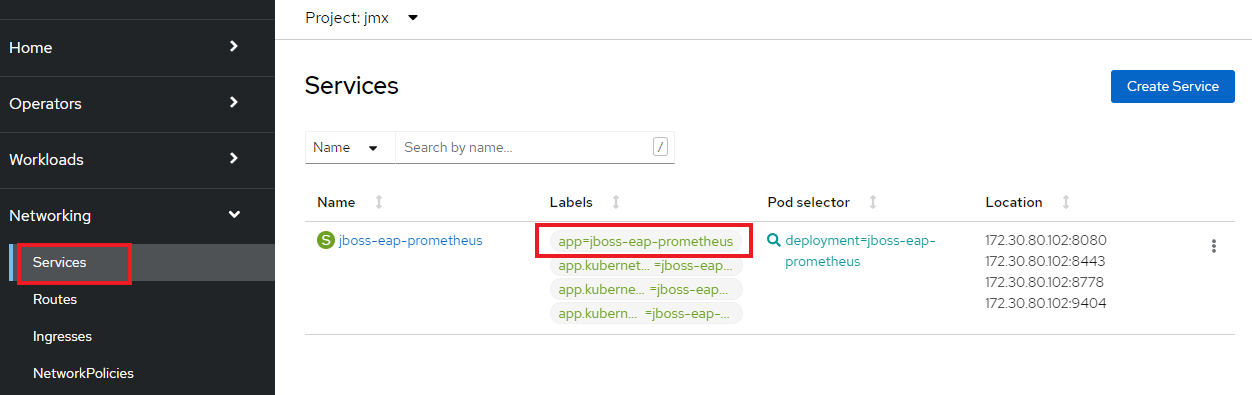 Project: jmx
Home
Operators
Workloads
Networking
Services
Routes
Ingresses
NetworkPolicies
Services
Create Service
Name
Search by name...
/
Name Labels Pod selector Location
S jboss-eap-prometheus
app=jboss-eap-prometheus
app.kubernet... =jboss-eap...
app.kuberne... =jboss-eap...
app.kubern... =jboss-eap-...
deployment=jboss-eap-
prometheus
172.30.80.102:8080
172.30.80.102:8443
172.30.80.102:8778
172.30.80.102:9404